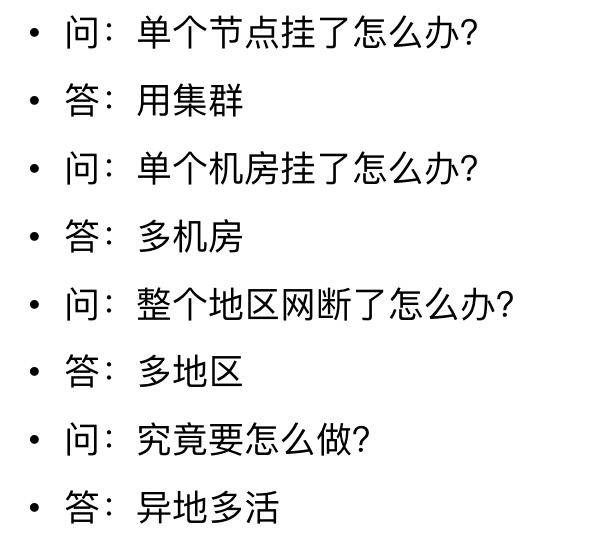 • 问：单个节点挂了怎么办？
• 答：用集群
• 问：单个机房挂了怎么办？
• 答：多机房
• 问：整个地区网断了怎么办？
• 答：多地区
• 问：究竟要怎么做？
• 答：异地多活